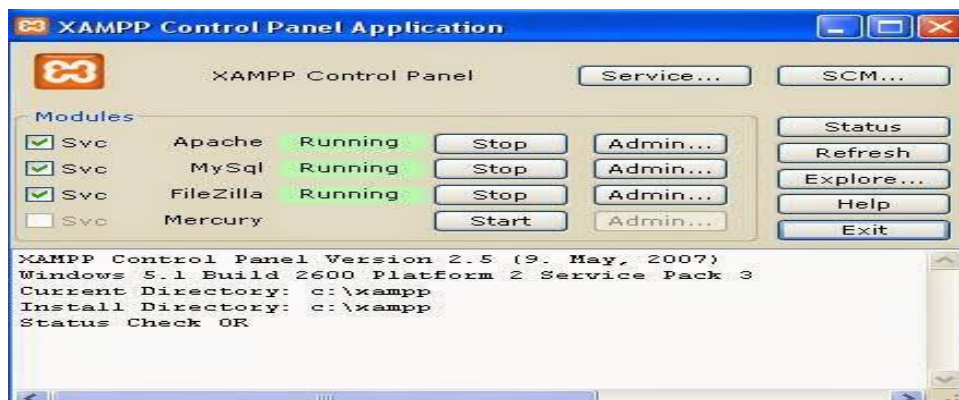 XAMPP Control Panel Application
XAMPP Control Panel Service... SCM...
Modules
Svc Apache Running Stop Admin...
Svc MySql Running Stop Admin...
Svc FileZilla Running Stop Admin...
Svc Mercury Start Admin...
Status
Refresh
Explore...
Help
Exit
XAMPP Control Panel Version 2.5 (9. May, 2007)
Windows 5.1 Build 2600 Platform 2 Service Pack 3
Current Directory: c:\xampp
Install Directory: c:\xampp
Status Check OR